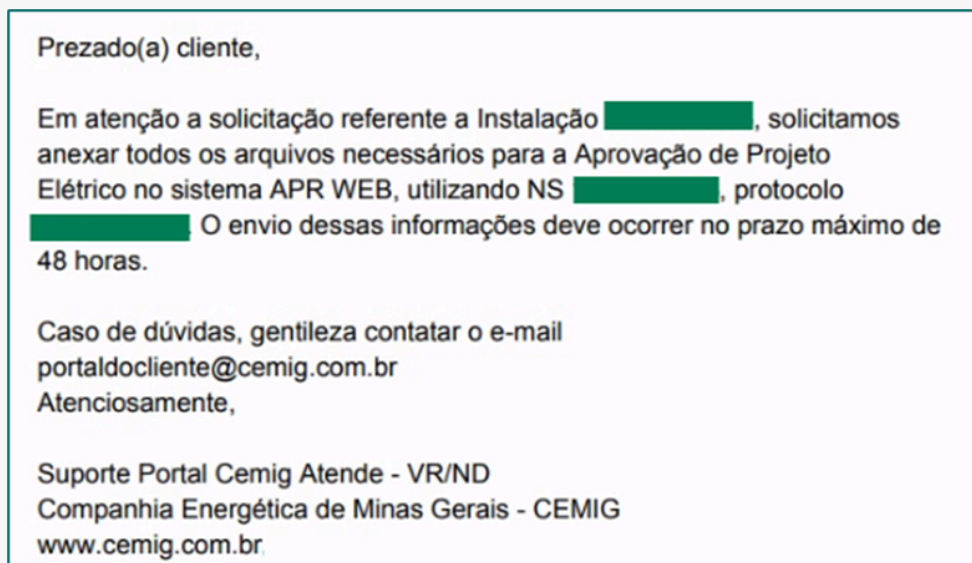 Prezado(a) cliente,
Em atenção a solicitação referente a Instalação , solicitamos
anexar todos os arquivos necessários para a Aprovação de Projeto
Elétrico no sistema APR WEB, utilizando NS , protocolo
. O envio dessas informações deve ocorrer no prazo máximo de
48 horas.
Caso de dúvidas, gentileza contatar o e-mail
portaldocliente@cemig.com.br
Atenciosamente,
Suporte Portal Cemig Atende - VR/ND
Companhia Energética de Minas Gerais - CEMIG
www.cemig.com.br